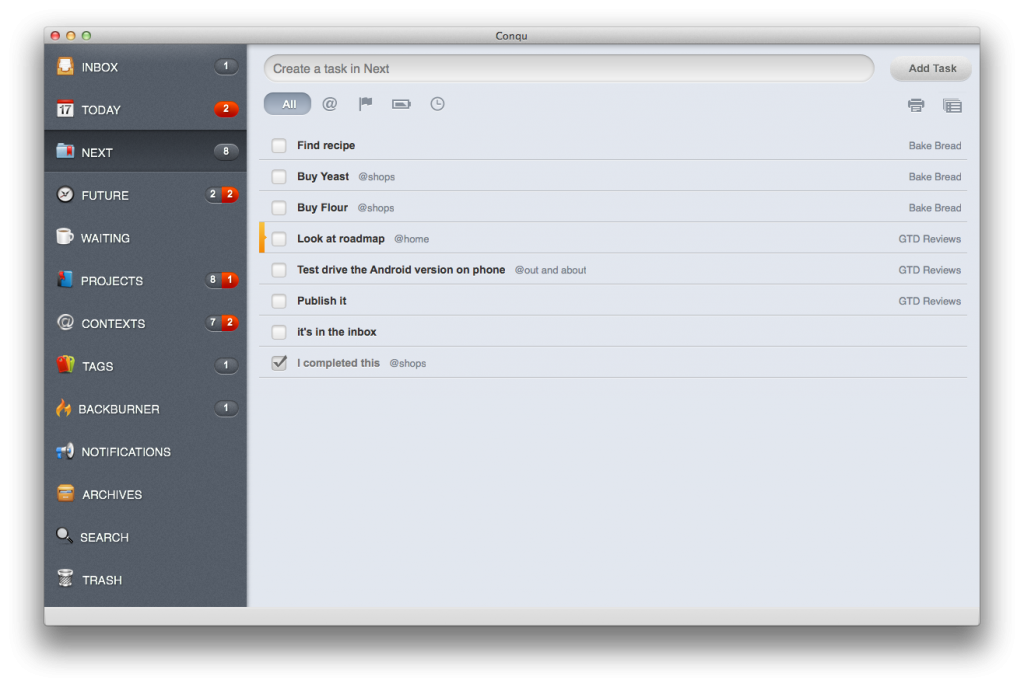 Conqu
INBOX 1
17 TODAY 2
NEXT 8
FUTURE 2 2
WAITING
PROJECTS 8 1
@ CONTEXTS 7 2
TAGS 1
BACKBURNER 1
NOTIFICATIONS
ARCHIVES
SEARCH
TRASH
Create a task in Next Add Task
All @
Find recipe Bake Bread
Buy Yeast @shops Bake Bread
Buy Flour @shops Bake Bread
Look at roadmap @home GTD Reviews
Test drive the Android version on phone @out and about GTD Reviews
Publish it GTD Reviews
it's in the inbox
I completed this @shops